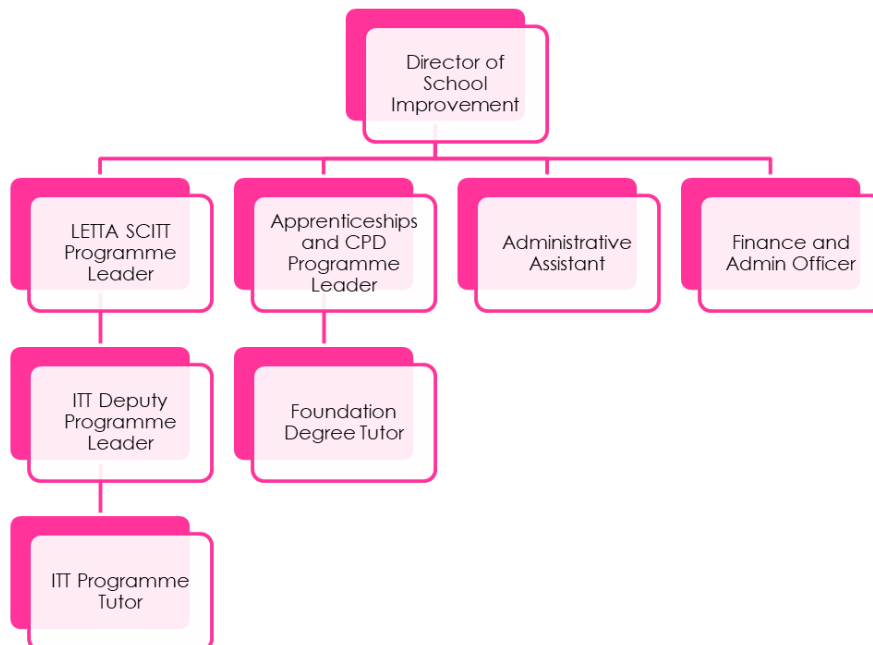 Director of
School
Improvement
LETTA SCITT
Programme
Leader
Apprenticeships
and CPD
Programme
Leader
Administrative
Assistant
Finance and
Admin Officer
ITT Deputy
Programme
Leader
Foundation
Degree Tutor
ITT Programme
Tutor